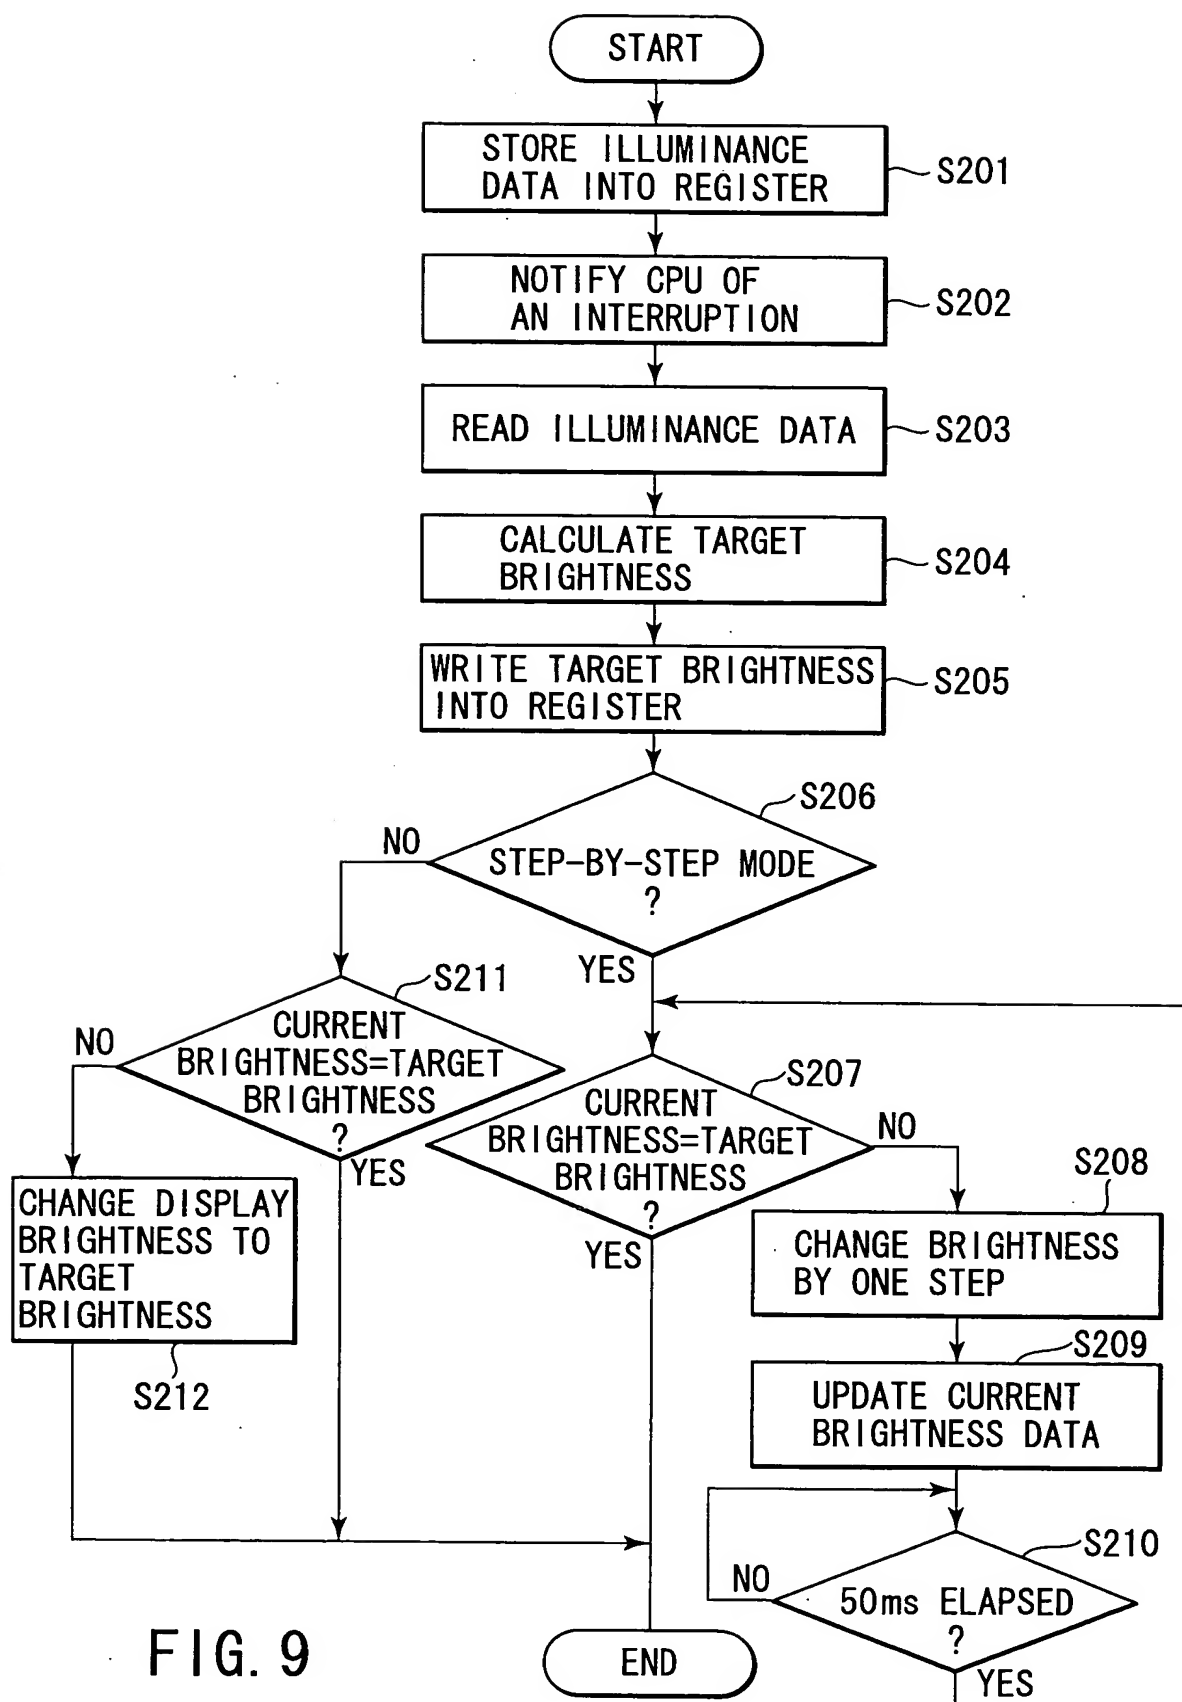 START
STORE ILLUMINANCE
DATA INTO REGISTER
S201
NOTIFY CPU OF
AN INTERRUPTION
S202
READ ILLUMINANCE DATA
S203
CALCULATE TARGET
BRIGHTNESS
S204
WRITE TARGET BRIGHTNESS
INTO REGISTER
S205
S206
NO
STEP-BY-STEP MODE
?
YES
S211
NO
CURRENT
BRIGHTNESS=TARGET
BRIGHTNESS
?
YES
S207
CURRENT
BRIGHTNESS=TARGET
BRIGHTNESS
?
NO
YES
CHANGE DISPLAY
BRIGHTNESS TO
TARGET
BRIGHTNESS
S212
S208
CHANGE BRIGHTNESS
BY ONE STEP
S209
UPDATE CURRENT
BRIGHTNESS DATA
S210
NO
50ms ELAPSED
?
YES
END
FIG. 9